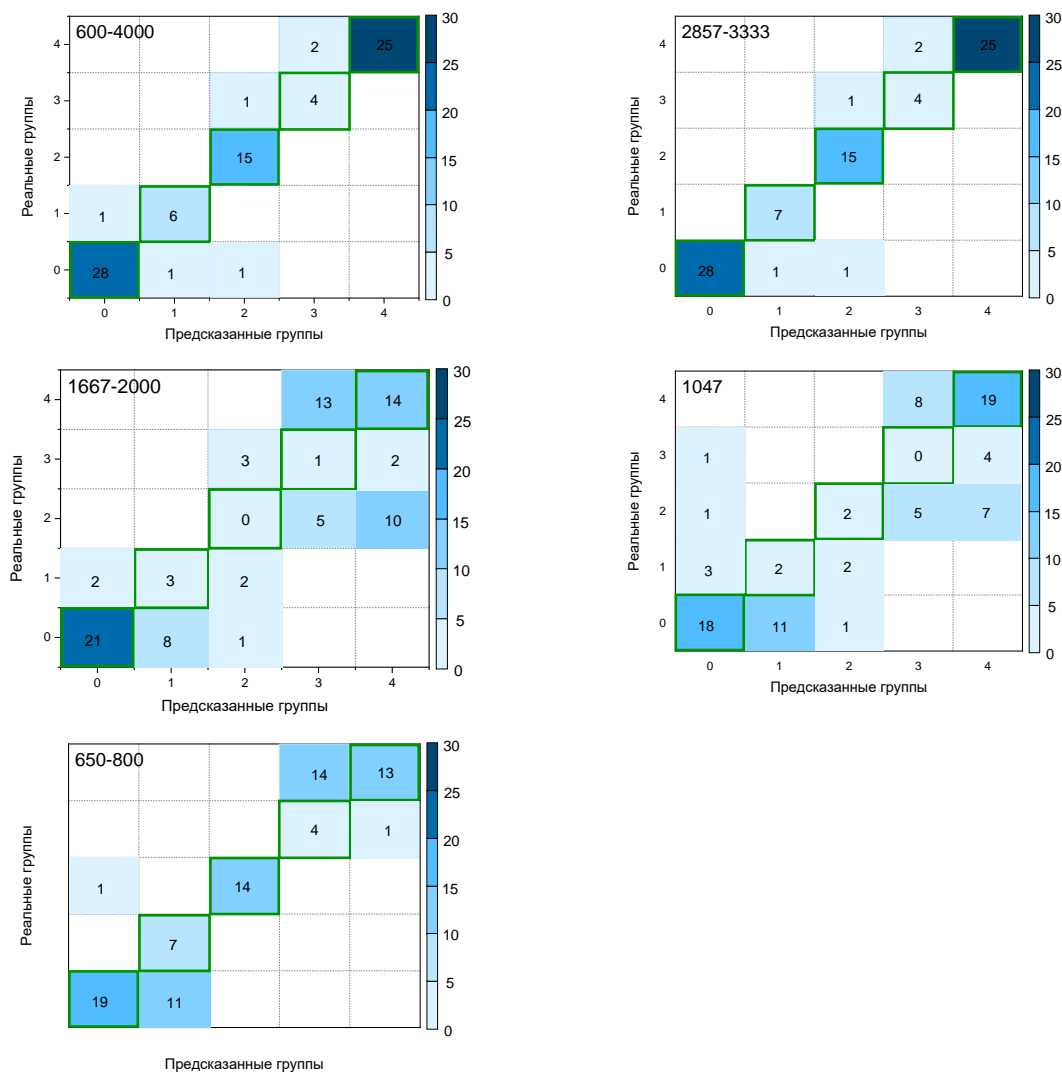 600-4000
4 2 25
3 1 4
2 15
1 1 6
0 28 1 1
0 1 2 3 4
Предсказанные группы
Реальные группы
30
25
20
15
10
5
0
2857-3333
4 2 25
3 1 4
2 15
1 7
0 28 1 1
0 1 2 3 4
Предсказанные группы
Реальные группы
30
25
20
15
10
5
0
1667-2000
4 13 14
3 3 1 2
2 0 5 10
1 2 3 2
0 21 8 1
0 1 2 3 4
Предсказанные группы
Реальные группы
30
25
20
15
10
5
0
1047
4 8 19
3 1 0 4
2 1 2 5 7
1 3 2 2
0 18 11 1
0 1 2 3 4
Предсказанные группы
Реальные группы
30
25
20
15
10
5
0
650-800
14 13
4 1
1 14
7
19 11
Предсказанные группы
Реальные группы
30
25
20
15
10
5
0